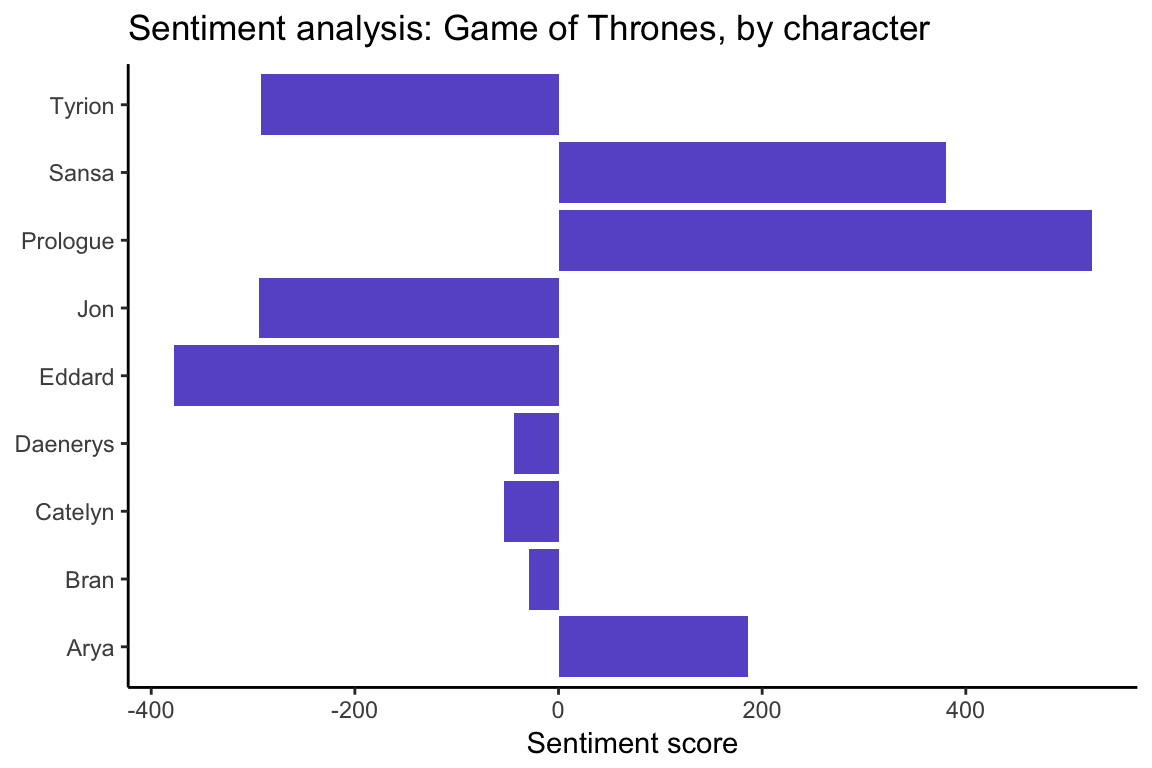 Sentiment analysis: Game of Thrones, by character
Tyrion
Sansa
Prologue
Jon
Eddard
Daenerys
Catelyn
Bran
Arya
-400 -200 0 200 400
Sentiment score